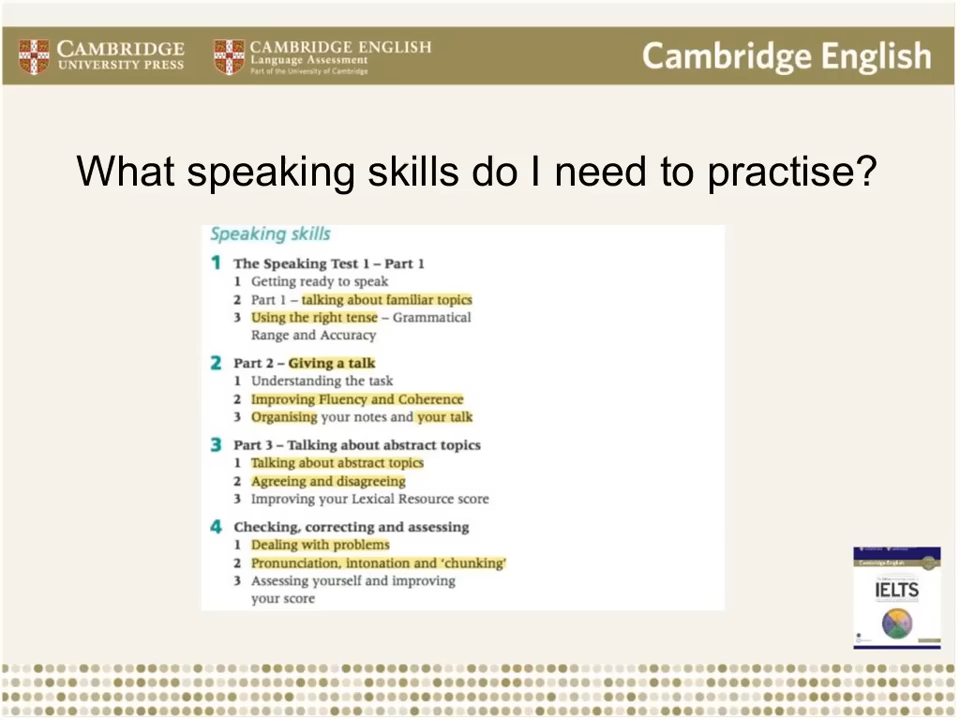 CAMBRIDGE
UNIVERSITY PRESS
CAMBRIDGE ENGLISH
Language Assessment
Part of the University of Cambridge
Cambridge English
What speaking skills do I need to practise?
Speaking skills
1 The Speaking Test 1 – Part 1
1 Getting ready to speak
2 Part 1 – talking about familiar topics
3 Using the right tense – Grammatical
Range and Accuracy
2 Part 2 – Giving a talk
1 Understanding the task
2 Improving Fluency and Coherence
3 Organising your notes and your talk
3 Part 3 – Talking about abstract topics
1 Talking about abstract topics
2 Agreeing and disagreeing
3 Improving your Lexical Resource score
4 Checking, correcting and assessing
1 Dealing with problems
2 Pronunciation, intonation and ‘chunking’
3 Assessing yourself and improving
your score
Cambridge English
IELTS